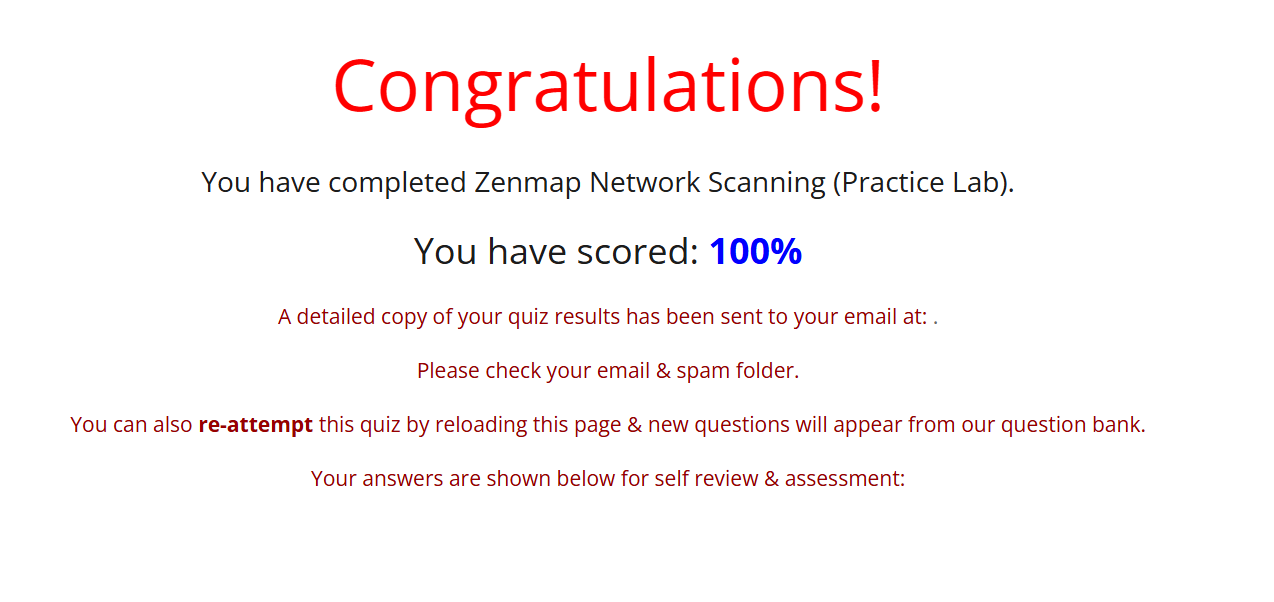 Congratulations!
You have completed Zenmap Network Scanning (Practice Lab).
You have scored: 100%
A detailed copy of your quiz results has been sent to your email at: .
Please check your email & spam folder.
You can also re-attempt this quiz by reloading this page & new questions will appear from our question bank.
Your answers are shown below for self review & assessment: